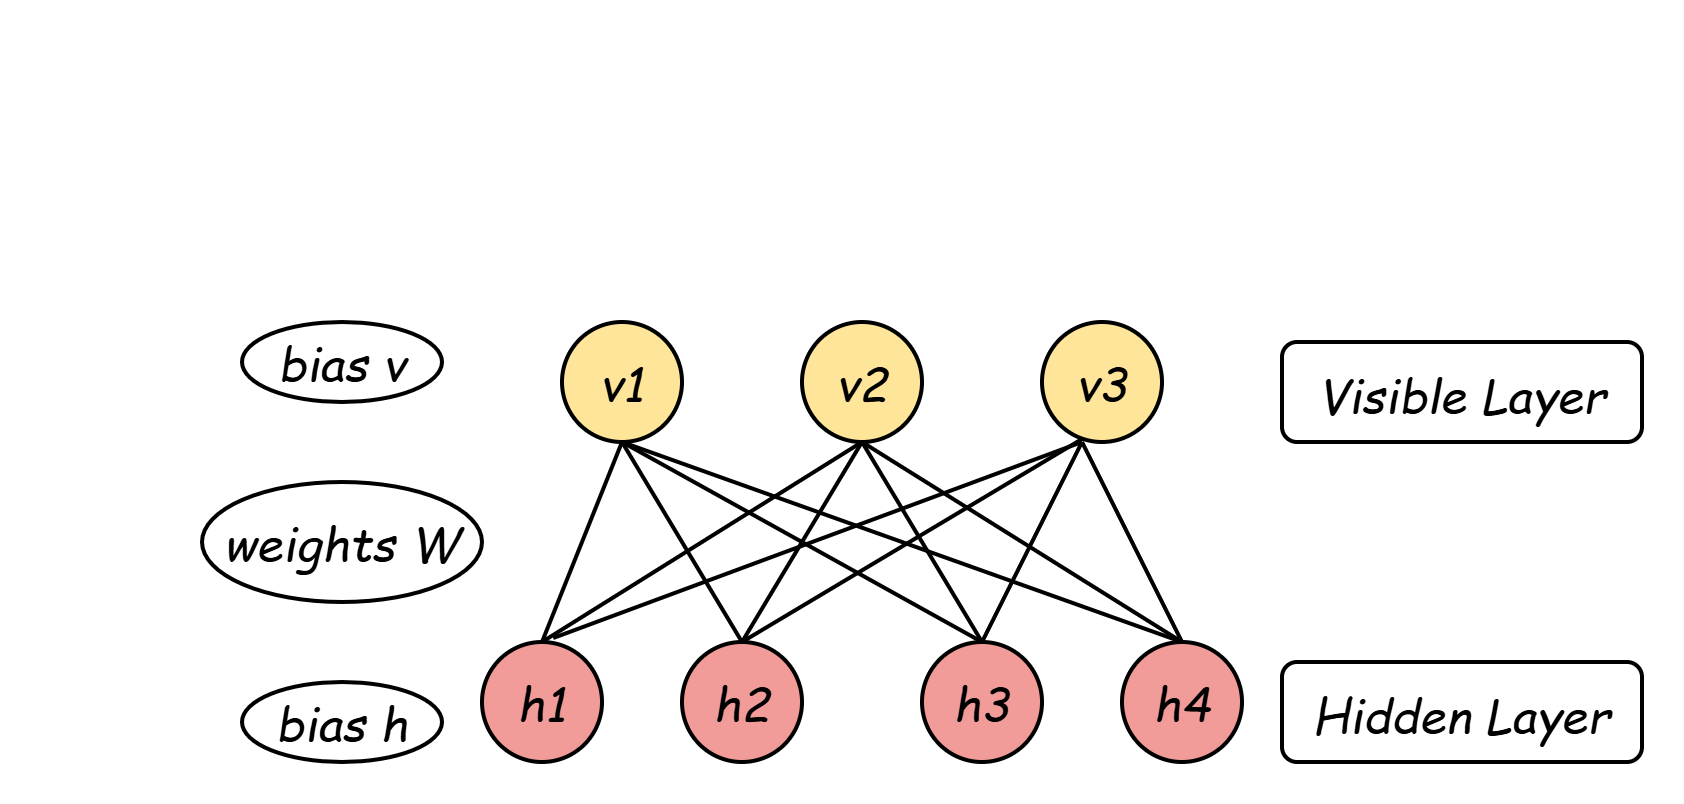 bias v
v1
v2
v3
Visible Layer
weights W
bias h
h1
h2
h3
h4
Hidden Layer